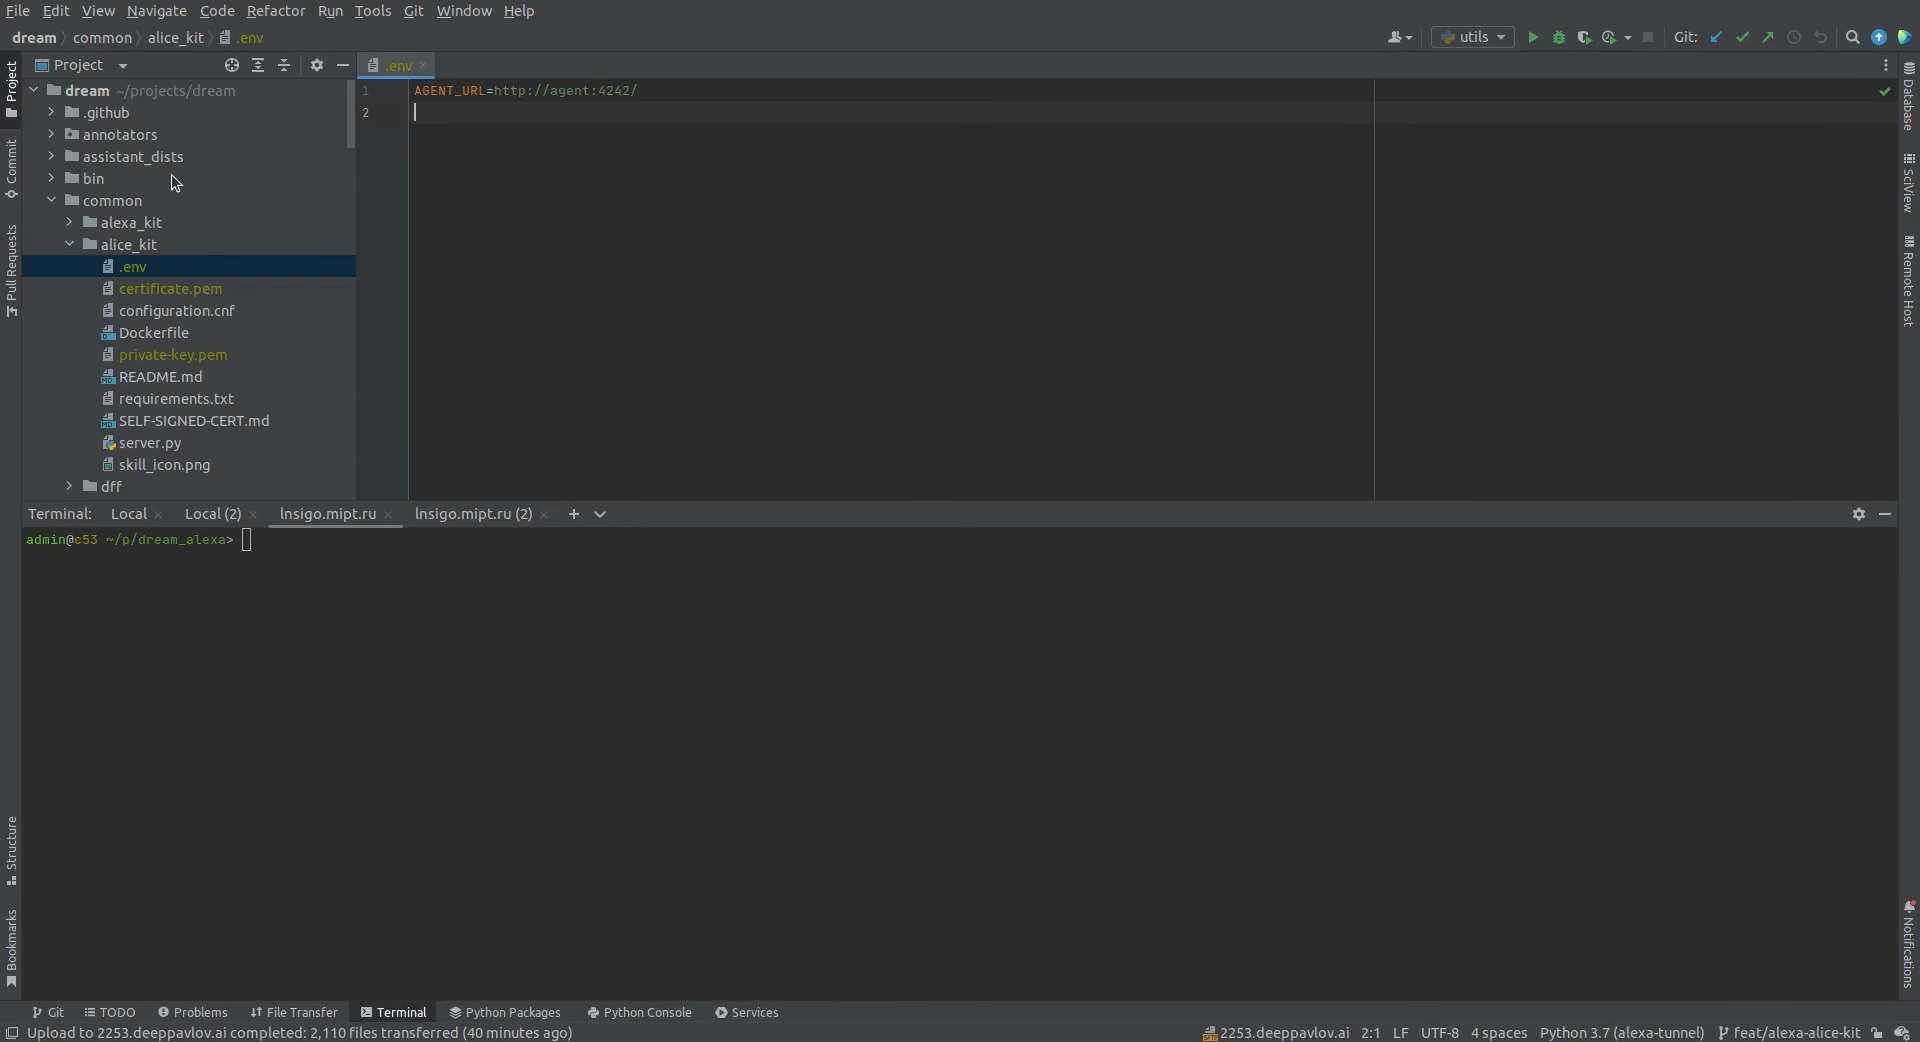 File Edit View Navigate Code Refactor Run Tools Git Window Help
dream common alice_kit .env
utils
Git:
Project
.env
Project
Commit
Pull Requests
Structure
Bookmarks
dream ~/projects/dream
.github
annotators
assistant_dists
bin
common
alexa_kit
alice_kit
.env
certificate.pem
configuration.cnf
Dockerfile
private-key.pem
README.md
requirements.txt
SELF-SIGNED-CERT.md
server.py
skill_icon.png
dff
1 AGENT_URL=http://agent:4242/
2
Database
SciView
Remote Host
Notifications
Terminal: Local Local (2) lnsigo.mipt.ru lnsigo.mipt.ru (2)
admin@c53 ~/p/dream_alexa>
Git TODO Problems File Transfer Terminal Python Packages Python Console Services
Upload to 2253.deeppavlov.ai completed: 2,110 files transferred (40 minutes ago) 2253.deeppavlov.ai 2:1 LF UTF-8 4 spaces Python 3.7 (alexa-tunnel) feat/alexa-alice-kit